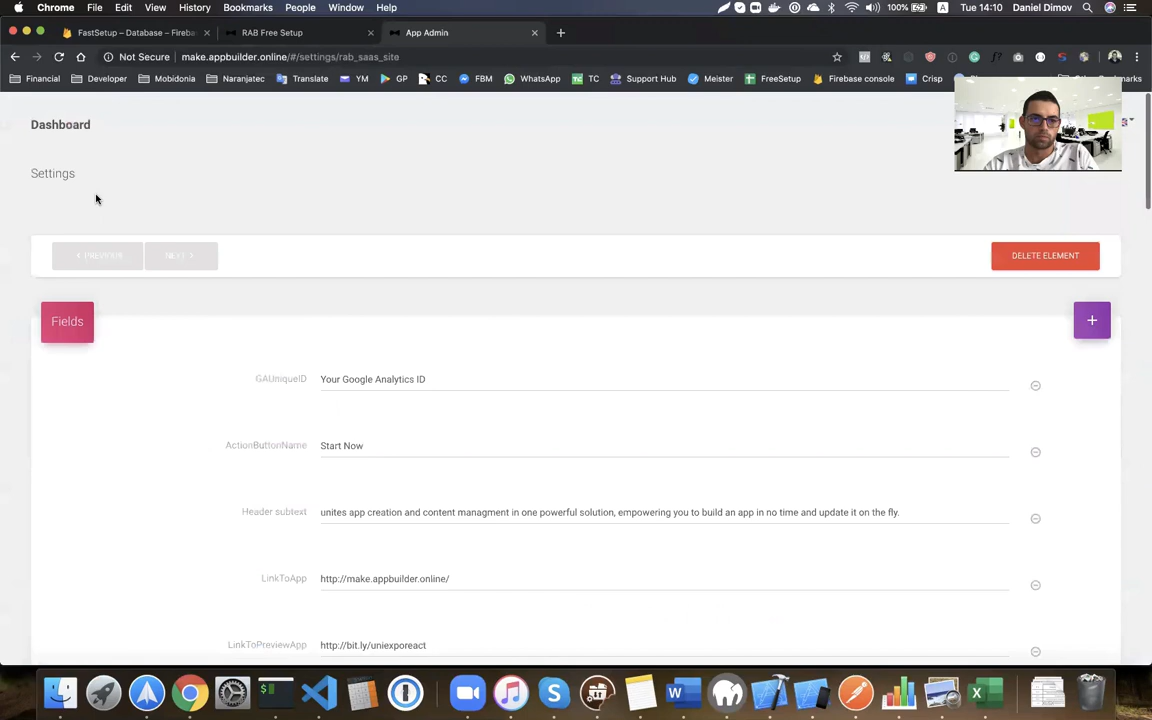 Chrome File Edit View History Bookmarks People Window Help 100% Tue 14:10 Daniel Dimov
FastSetup – Database – Fireba
RAB Free Setup
App Admin
Not Secure make.appbuilder.online/#/settings/rab_saas_site
Financial Developer Mobidonia Naranjatec Translate YM GP CC FBM WhatsApp TC Support Hub Meister FreeSetup Firebase console Crisp Bookmarks
Dashboard
Settings
NEXT
DELETE ELEMENT
Fields
+
GAUniqueID Your Google Analytics ID
ActionButtonName Start Now
Header subtext unites app creation and content managment in one powerful solution, empowering you to build an app in no time and update it on the fly.
LinkToApp http://make.appbuilder.online/
LinkToPreviewApp http://bit.ly/uniexporeact